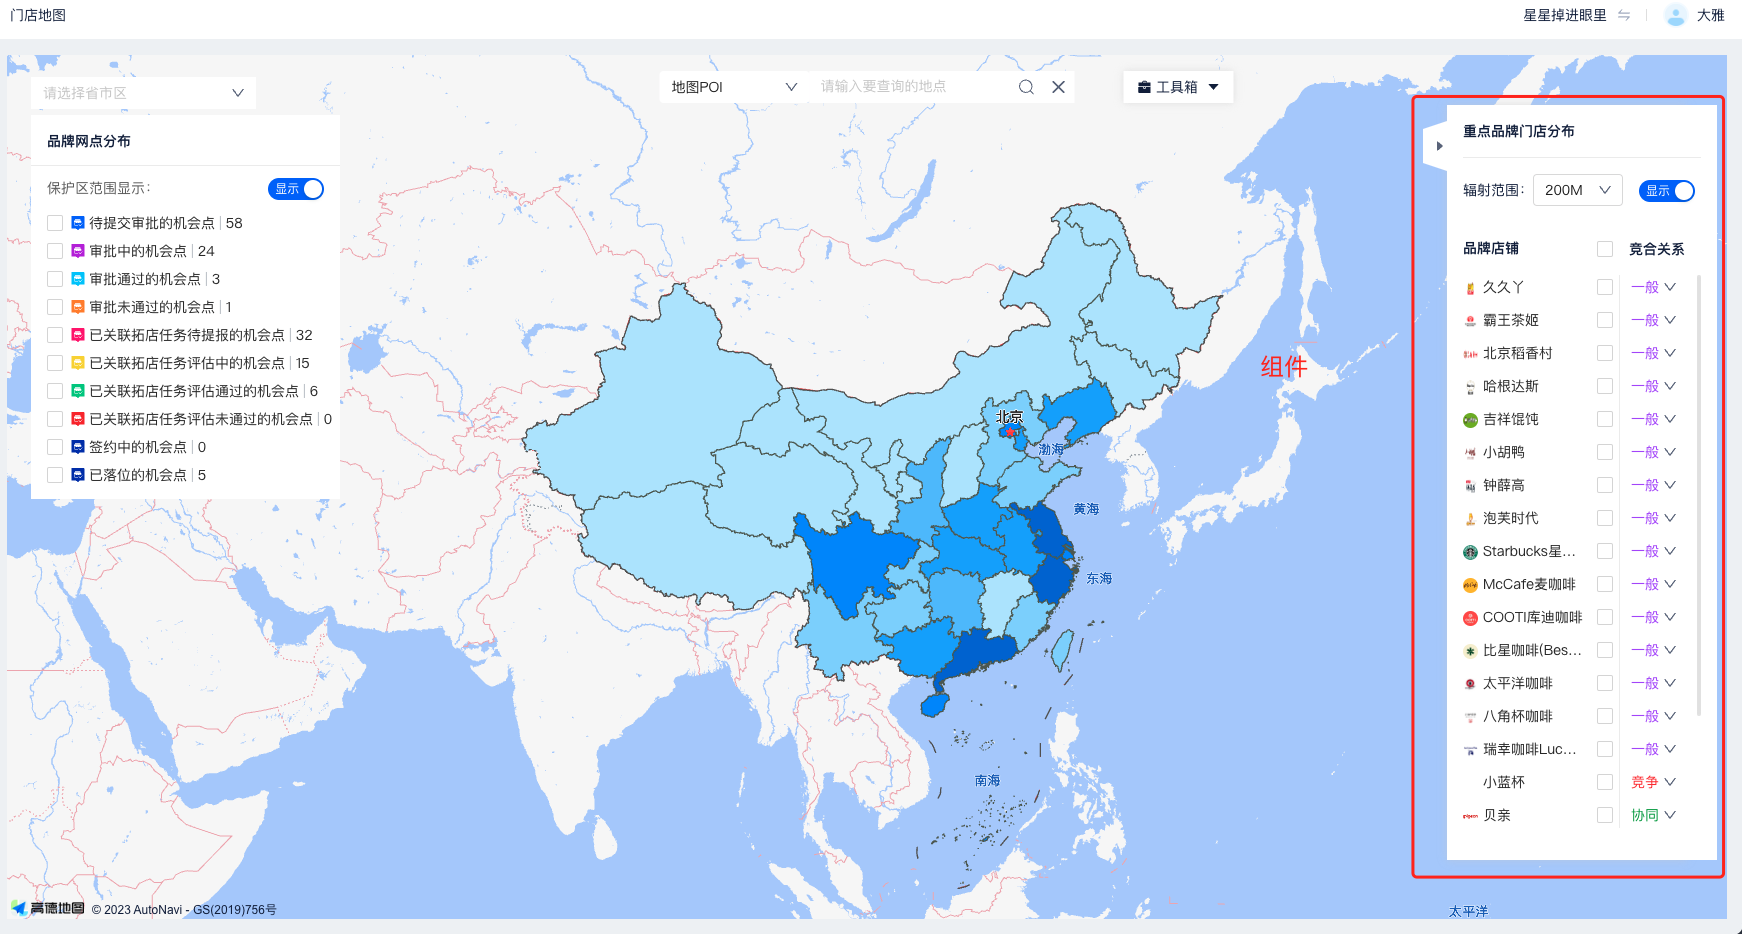 门店地图
星星掉进眼里
大雅
请选择省市区
地图POI
请输入要查询的地点
工具箱
品牌网点分布
保护区范围显示：
显示
待提交审批的机会点 | 58
审批中的机会点 | 24
审批通过的机会点 | 3
审批未通过的机会点 | 1
已关联拓店任务待提报的机会点 | 32
已关联拓店任务评估中的机会点 | 15
已关联拓店任务评估通过的机会点 | 6
已关联拓店任务评估未通过的机会点 | 0
签约中的机会点 | 0
已落位的机会点 | 5
北京
渤海
黄海
东海
南海
太平洋
组件
重点品牌门店分布
辐射范围：
200M
显示
品牌店铺
竞合关系
久久丫 一般
霸王茶姬 一般
北京稻香村 一般
哈根达斯 一般
吉祥馄饨 一般
小胡鸭 一般
钟薛高 一般
泡芙时代 一般
Starbucks星... 一般
McCafe麦咖啡 一般
COOTI库迪咖啡 一般
比星咖啡(Bes... 一般
太平洋咖啡 一般
八角杯咖啡 一般
瑞幸咖啡Luc... 一般
小蓝杯 竞争
贝亲 协同
高德地图 © 2023 AutoNavi - GS(2019)756号